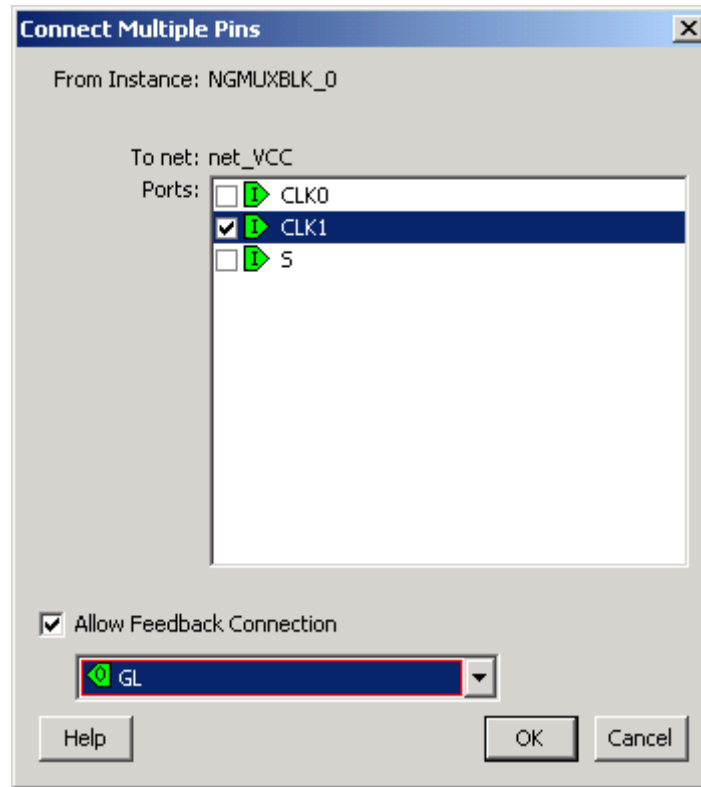 Connect Multiple Pins
From Instance: NGMUXBLK_0
To net: net_VCC
Ports:
I CLK0
I CLK1
I S
Allow Feedback Connection
O GL
Help
OK
Cancel